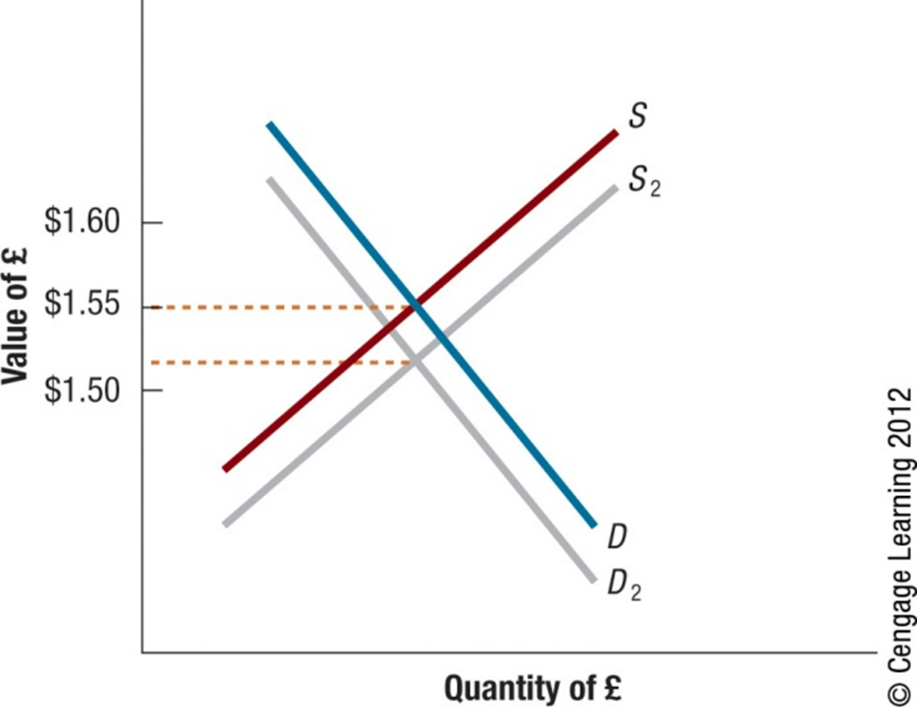 S
S2
$1.60
$1.55
$1.50
Value of £
D
D2
Quantity of £
© Cengage Learning 2012